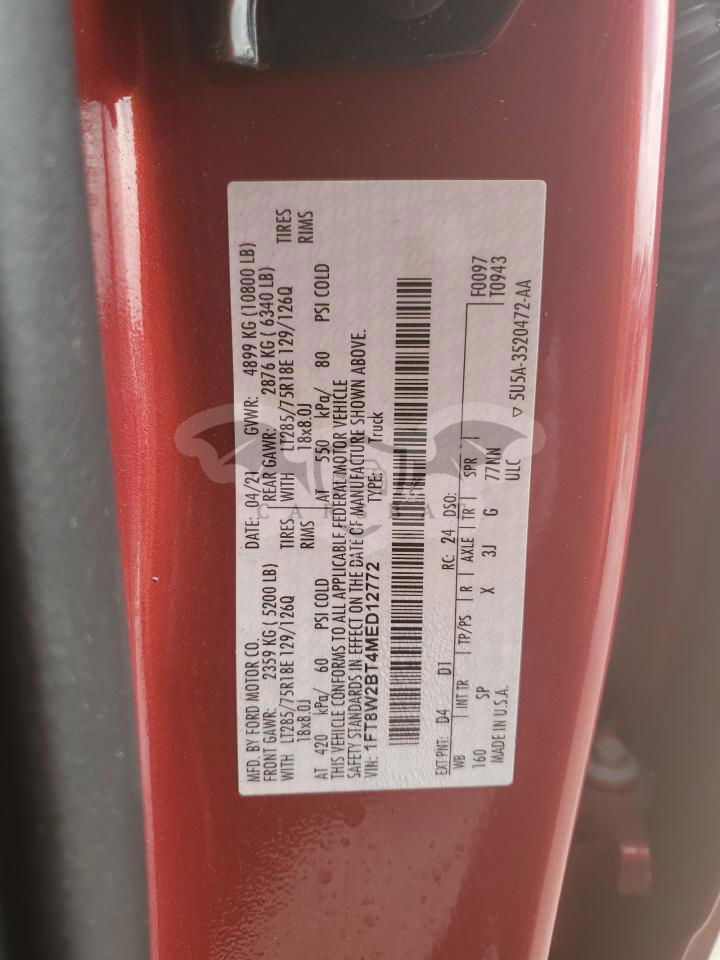 MFD. BY FORD MOTOR CO.
DATE: 04/21 GVWR: 4899 KG (10800 LB)
FRONT GAWR: 2359 KG ( 5200 LB) REAR GAWR: 2876 KG ( 6340 LB)
WITH LT285/75R18E 129/126Q TIRES WITH LT285/75R18E 129/126Q TIRES
18x8.0J RIMS 18x8.0J RIMS
AT 420 kPa/ 60 PSI COLD AT 550 kPa/ 80 PSI COLD
THIS VEHICLE CONFORMS TO ALL APPLICABLE FEDERAL MOTOR VEHICLE
SAFETY STANDARDS IN EFFECT ON THE DATE OF MANUFACTURE SHOWN ABOVE.
VIN: 1FT8W2BT4MED12772 TYPE: Truck
EXT PNT: D4 D1 RC: 24 DSO: F0097
WB INT TR TP/PS R AXLE TR SPR T0943
160 SP X 3J G 77NN
MADE IN U.S.A. ULC
▽ 5U5A-3520472-AA